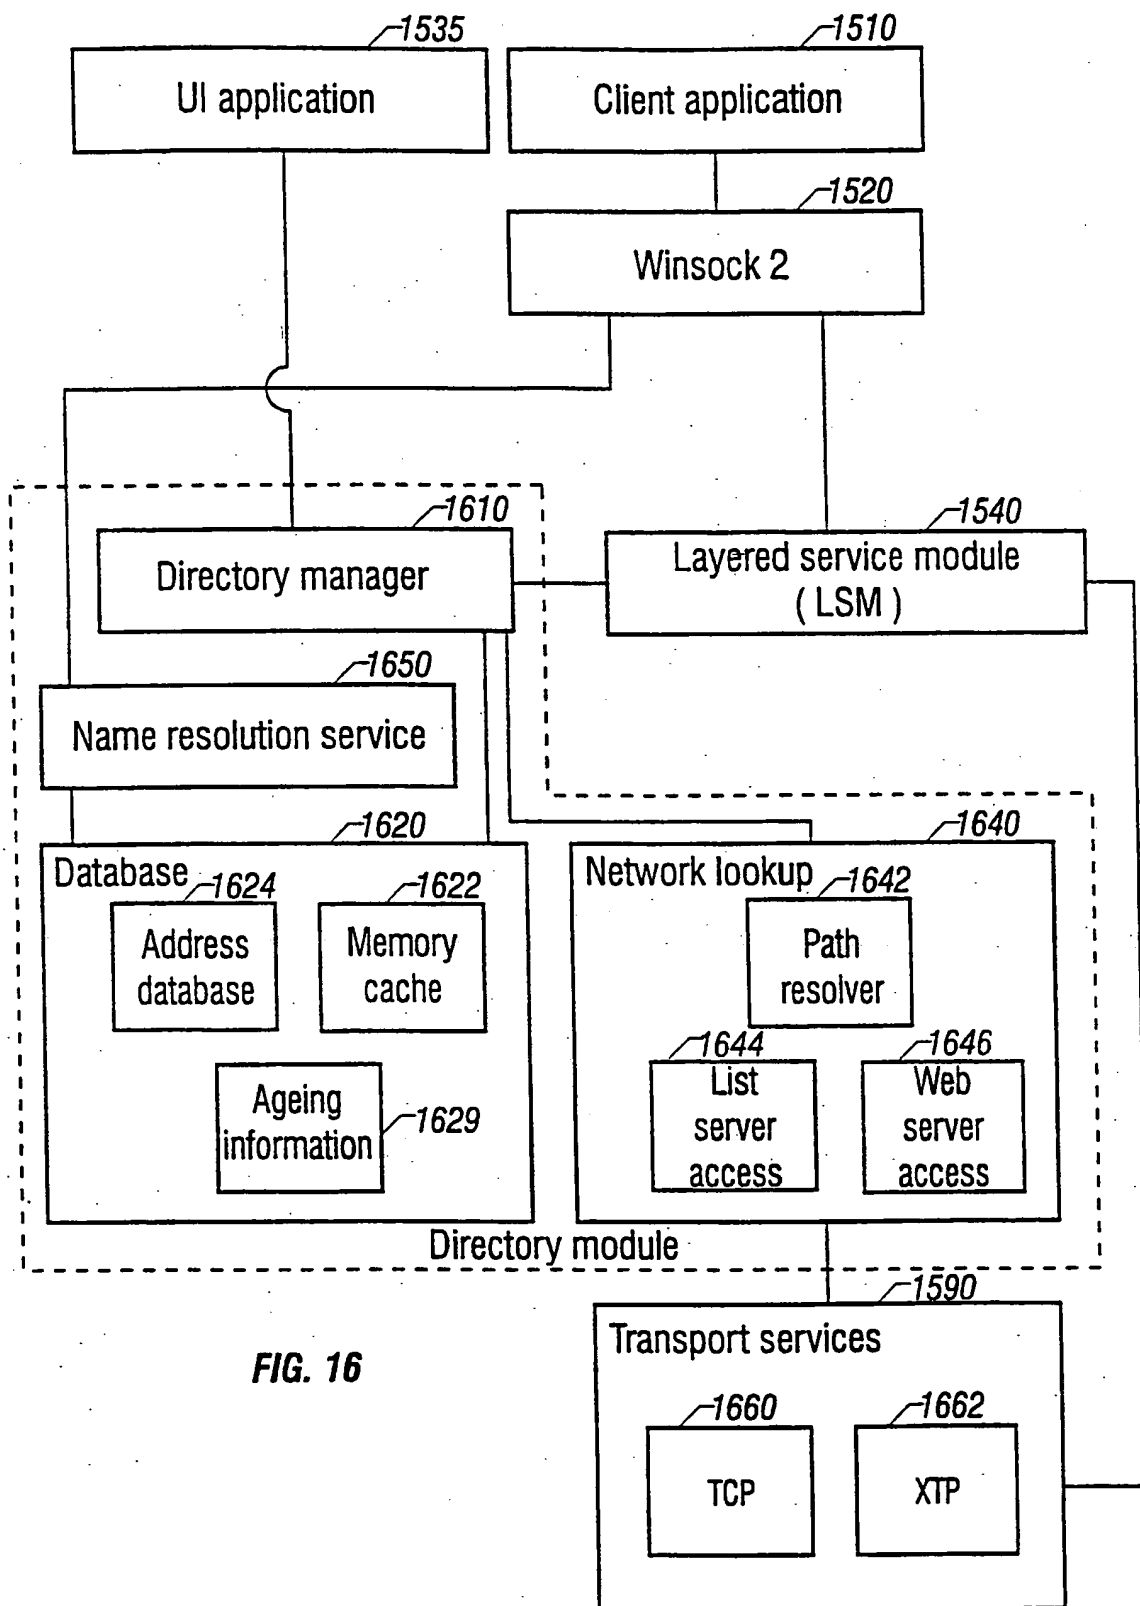 1535
UI application
1510
Client application
1520
Winsock 2
1610
Directory manager
1540
Layered service module
( LSM )
1650
Name resolution service
1620
Database
1624
Address
database
1622
Memory
cache
Ageing
information
1629
1640
Network lookup
1642
Path
resolver
1644
List
server
access
1646
Web
server
access
Directory module
1590
Transport services
1660
TCP
1662
XTP
FIG. 16